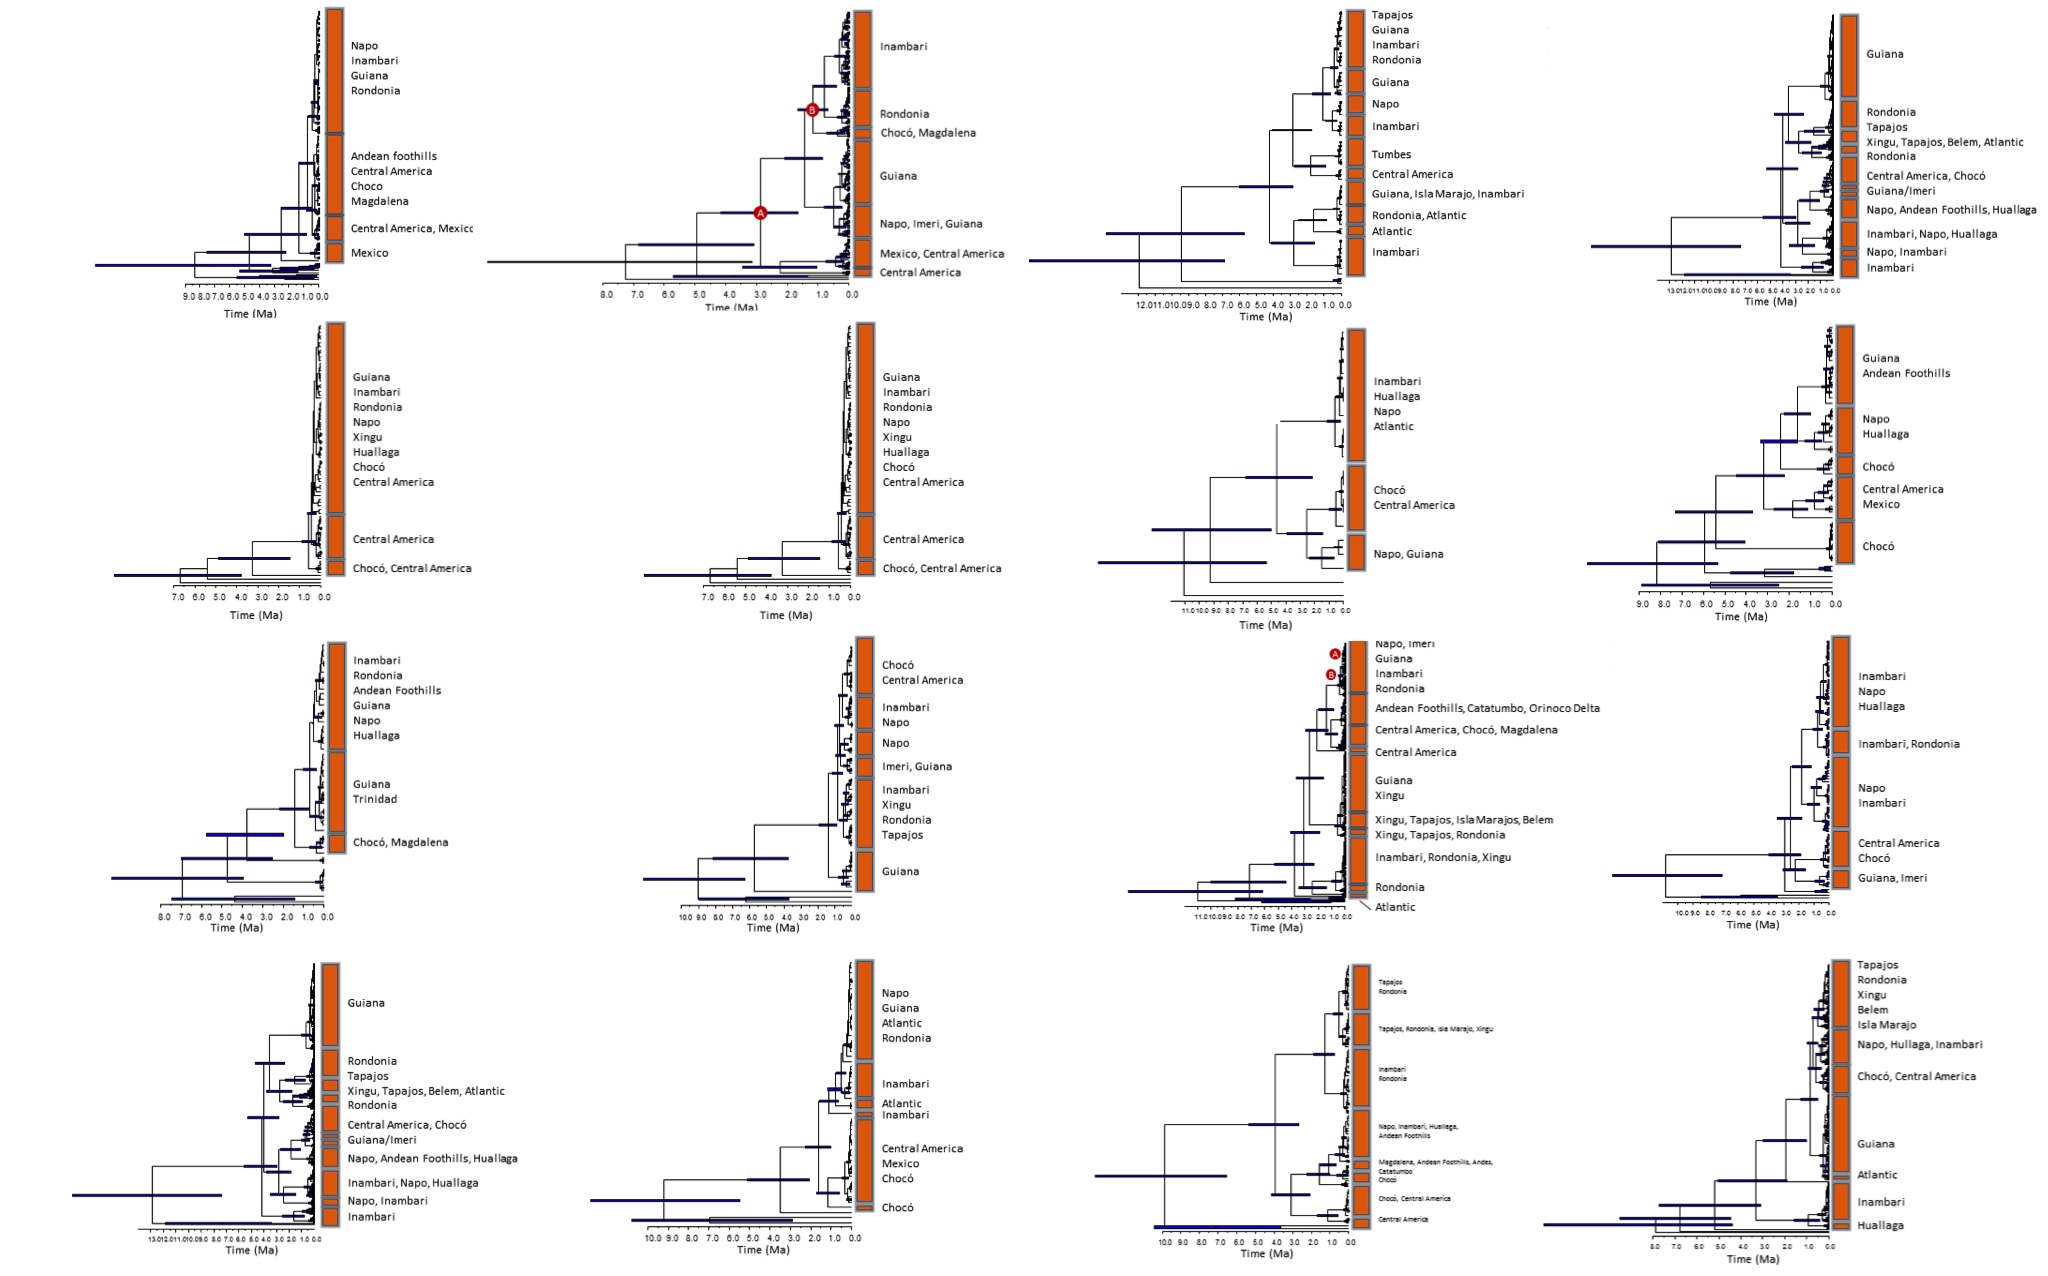 Napo
Inambari
Guiana
Rondonia
Andean foothills
Central America
Choco
Magdalena
Central America, Mexico
Mexico
9.0 8.0 7.0 6.0 5.0 4.0 3.0 2.0 1.0 0.0
Time (Ma)
Inambari
B
Rondonia
Chocó, Magdalena
Guiana
A
Napo, Imeri, Guiana
Mexico, Central America
Central America
8.0 7.0 6.0 5.0 4.0 3.0 2.0 1.0 0.0
Time (Ma)
Tapajos
Guiana
Inambari
Rondonia
Guiana
Napo
Inambari
Tumbes
Central America
Guiana, Isla Marajo, Inambari
Rondonia, Atlantic
Atlantic
Inambari
12.0 11.0 10.0 9.0 8.0 7.0 6.0 5.0 4.0 3.0 2.0 1.0 0.0
Time (Ma)
Guiana
Rondonia
Tapajos
Xingu, Tapajos, Belem, Atlantic
Rondonia
Central America, Chocó
Guiana/Imeri
Napo, Andean Foothills, Huallaga
Inambari, Napo, Huallaga
Napo, Inambari
Inambari
13.0 12.0 11.0 10.0 9.0 8.0 7.0 6.0 5.0 4.0 3.0 2.0 1.0 0.0
Time (Ma)
Guiana
Inambari
Rondonia
Napo
Xingu
Huallaga
Chocó
Central America
Central America
Chocó, Central America
7.0 6.0 5.0 4.0 3.0 2.0 1.0 0.0
Time (Ma)
Guiana
Inambari
Rondonia
Napo
Xingu
Huallaga
Chocó
Central America
Central America
Chocó, Central America
7.0 6.0 5.0 4.0 3.0 2.0 1.0 0.0
Time (Ma)
Inambari
Huallaga
Napo
Atlantic
Chocó
Central America
Napo, Guiana
11.0 10.0 9.0 8.0 7.0 6.0 5.0 4.0 3.0 2.0 1.0 0.0
Time (Ma)
Guiana
Andean Foothills
Napo
Huallaga
Chocó
Central America
Mexico
Chocó
9.0 8.0 7.0 6.0 5.0 4.0 3.0 2.0 1.0 0.0
Time (Ma)
Inambari
Rondonia
Andean Foothills
Guiana
Napo
Huallaga
Guiana
Trinidad
Chocó, Magdalena
8.0 7.0 6.0 5.0 4.0 3.0 2.0 1.0 0.0
Time (Ma)
Chocó
Central America
Inambari
Napo
Napo
Imeri, Guiana
Inambari
Xingu
Rondonia
Tapajos
Guiana
10.0 9.0 8.0 7.0 6.0 5.0 4.0 3.0 2.0 1.0 0.0
Time (Ma)
Napo, Imeri
A
Guiana
B
Inambari
Rondonia
Andean Foothills, Catatumbo, Orinoco Delta
Central America, Chocó, Magdalena
Central America
Guiana
Xingu
Xingu, Tapajos, Isla Marajos, Belem
Xingu, Tapajos, Rondonia
Inambari, Rondonia, Xingu
Rondonia
Atlantic
11.0 10.0 9.0 8.0 7.0 6.0 5.0 4.0 3.0 2.0 1.0 0.0
Time (Ma)
Inambari
Napo
Huallaga
Inambari, Rondonia
Napo
Inambari
Central America
Chocó
Guiana, Imeri
10.0 9.0 8.0 7.0 6.0 5.0 4.0 3.0 2.0 1.0 0.0
Time (Ma)
Guiana
Rondonia
Tapajos
Xingu, Tapajos, Belem, Atlantic
Rondonia
Central America, Chocó
Guiana/Imeri
Napo, Andean Foothills, Huallaga
Inambari, Napo, Huallaga
Napo, Inambari
Inambari
13.0 12.0 11.0 10.0 9.0 8.0 7.0 6.0 5.0 4.0 3.0 2.0 1.0 0.0
Time (Ma)
Napo
Guiana
Atlantic
Rondonia
Inambari
Atlantic
Inambari
Central America
Mexico
Chocó
Chocó
10.0 9.0 8.0 7.0 6.0 5.0 4.0 3.0 2.0 1.0 0.0
Time (Ma)
Tapajos
Rondonia
Tapajos, Rondonia, Isla Marajo, Xingu
Inambari
Rondonia
Napo, Inambari, Huallaga,
Andean Foothills
Magdalena, Andean Foothills, Andes,
Catatumbo
Chocó
Chocó, Central America
Central America
10.0 9.0 8.0 7.0 6.0 5.0 4.0 3.0 2.0 1.0 0.0
Time (Ma)
Tapajos
Rondonia
Xingu
Belem
Isla Marajo
Napo, Hullaga, Inambari
Chocó, Central America
Guiana
Atlantic
Inambari
Huallaga
8.0 7.0 6.0 5.0 4.0 3.0 2.0 1.0 0.0
Time (Ma)